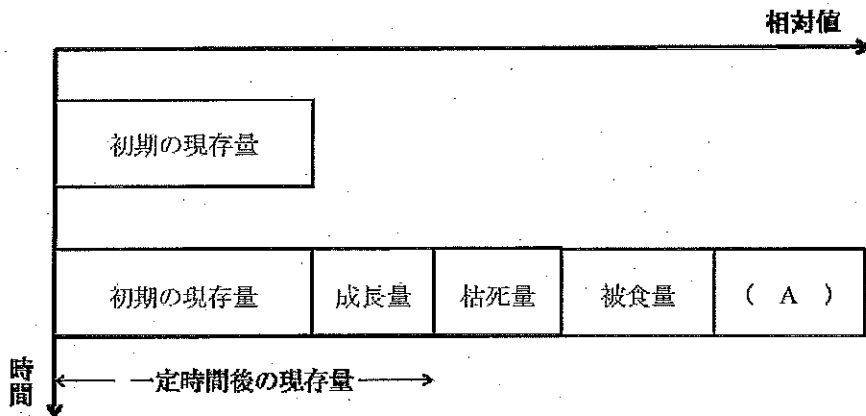 相対値
初期の現存量
初期の現存量
成長量
枯死量
被食量
( A )
時間
一定時間後の現存量